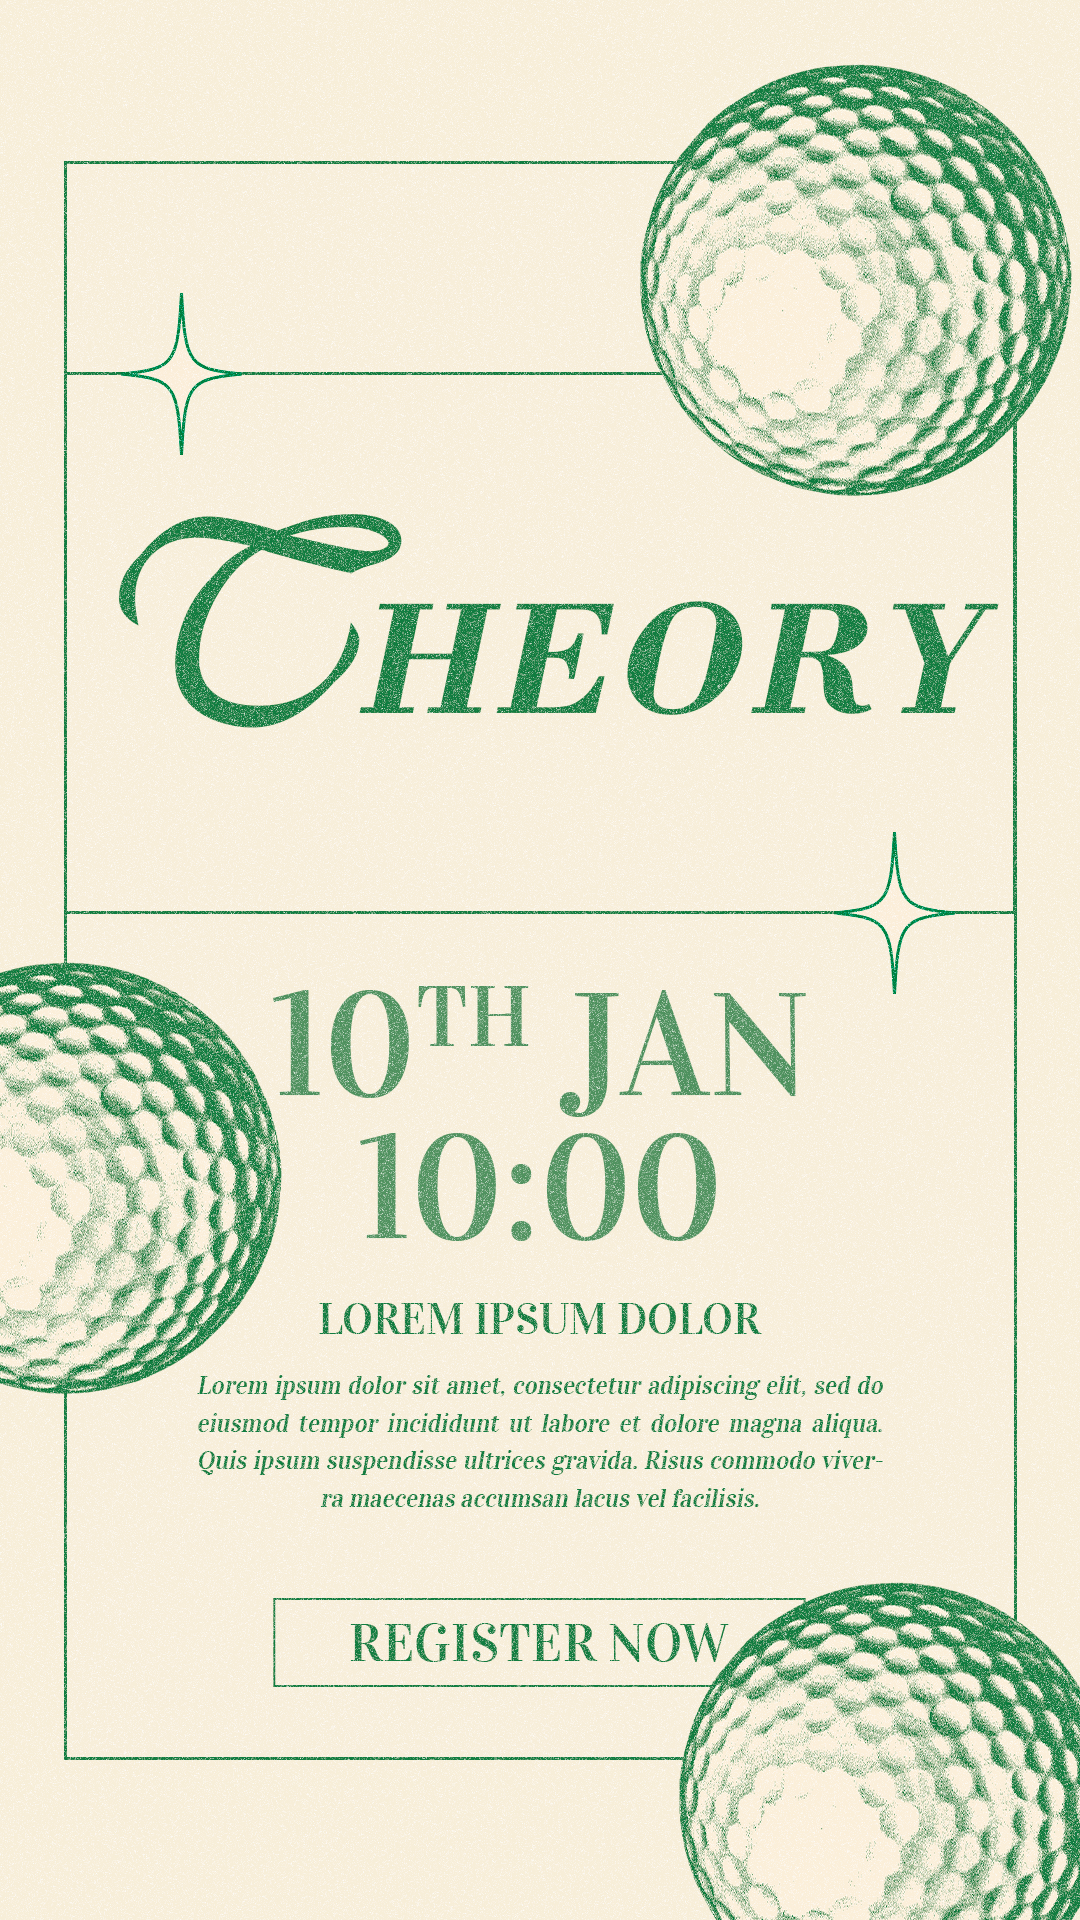 THEORY
10TH JAN
10:00
LOREM IPSUM DOLOR
Lorem ipsum dolor sit amet, consectetur adipiscing elit, sed do
eiusmod tempor incididunt ut labore et dolore magna aliqua.
Quis ipsum suspendisse ultrices gravida. Risus commodo viver-
ra maecenas accumsan lacus vel facilisis.
REGISTER NOW